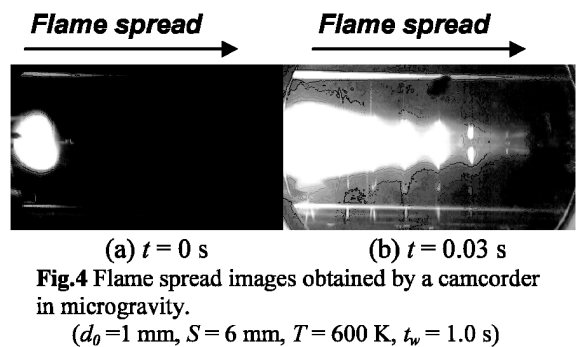 Flame spread Flame spread
(a) t = 0 s (b) t = 0.03 s
Fig.4 Flame spread images obtained by a camcorder
in microgravity.
(d0 =1 mm, S = 6 mm, T = 600 K, tw = 1.0 s)